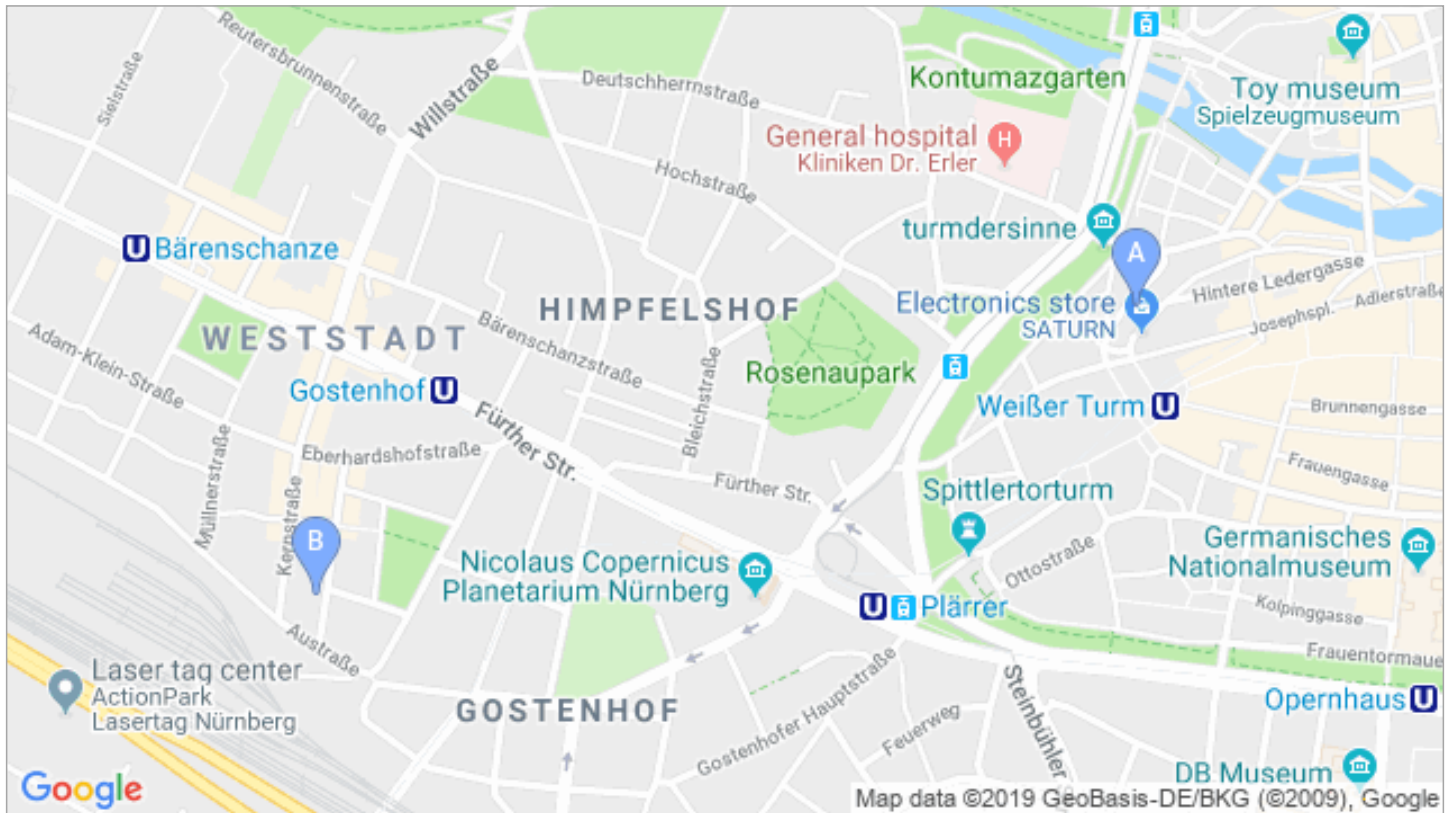 Reutersbrunnenstraße
Sielstraße
Willstraße
Deutschherrnstraße
Kontumazgarten
Toy museum
Spielzeugmuseum
General hospital
Kliniken Dr. Erler
H
Hochstraße
turmdersinne
A
U Bärenschanze
Electronics store
SATURN
Hintere Ledergasse
Adlerstraße
Josephspl.
HIMPFELSHOF
WESTSTADT
Bärenschanzstraße
Adam-Klein-Straße
Rosenaupark
Gostenhof U
Weißer Turm U
Brunnengasse
Bleichstraße
Fürther Str.
Eberhardshofstraße
Müllnerstraße
Frauengasse
Fürther Str.
Spittlertorturm
Kernstraße
B
Ottostraße
Germanisches
Nationalmuseum
Nicolaus Copernicus
Planetarium Nürnberg
U Plärrer
Kolpinggasse
Austraße
Frauentormaue
Laser tag center
ActionPark
Lasertag Nürnberg
GOSTENHOF
Gostenhofer Hauptstraße
Feuerweg
Steinbühler S
Opernhaus U
DB Museum
Google
Map data ©2019 GeoBasis-DE/BKG (©2009), Google